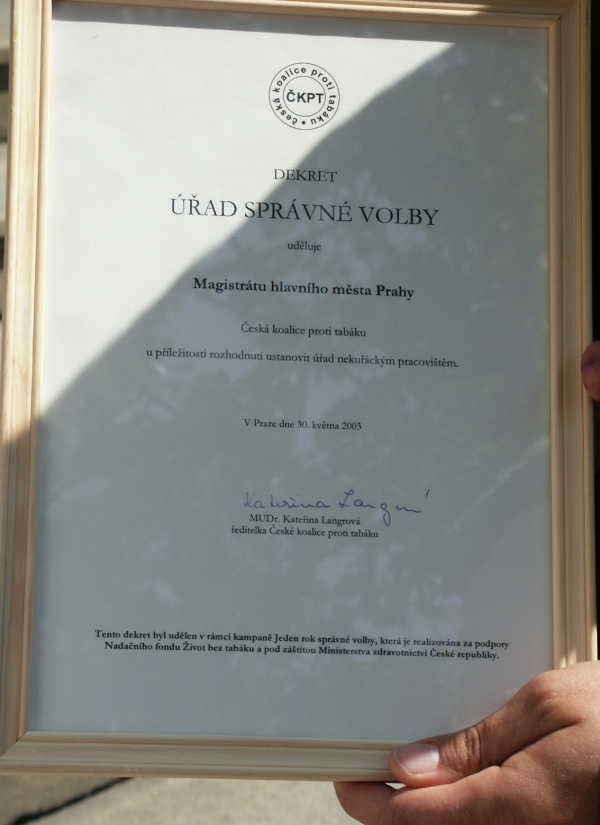 česká koalice proti tabáku •
ČKPT
DEKRET
ÚŘAD SPRÁVNÉ VOLBY
uděluje
Magistrátu hlavního města Prahy
Česká koalice proti tabáku
u příležitosti rozhodnutí ustanovit úřad nekuřáckým pracovištěm.
V Praze dne 30. května 2003
Kateřina Langrová
MUDr. Kateřina Langrová
ředitelka České koalice proti tabáku
Tento dekret byl udělen v rámci kampaně Jeden rok správné volby, která je realizována za podpory
Nadačního fondu Život bez tabáku a pod záštitou Ministerstva zdravotnictví České republiky.